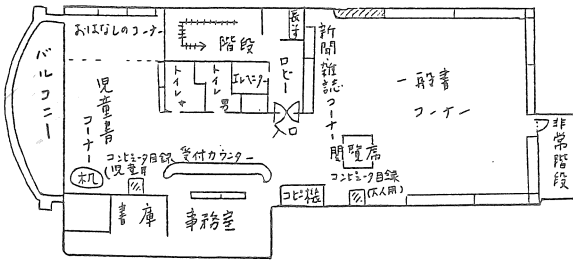 おはなしのコーナー
階段
長子
ロビー
新聞・雑誌コーナー
一般書
コーナー
バルコニー
児童書
コーナー
トイレ女
トイレ男
エレベーター
入口
非常階段
閲覧席
コンピュータ目録
(児童用
受付カウンター
コンピュータ目録
(大人用)
机
書庫
事務室
コピー機